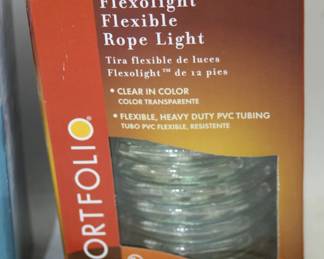 Flexolight
Flexible
Rope Light
Tira flexible de luces
Flexolight™ de 12 pies
• CLEAR IN COLOR
COLOR TRANSPARENTE
• FLEXIBLE, HEAVY DUTY PVC TUBING
TUBO PVC FLEXIBLE, RESISTENTE
ORTFOLIO